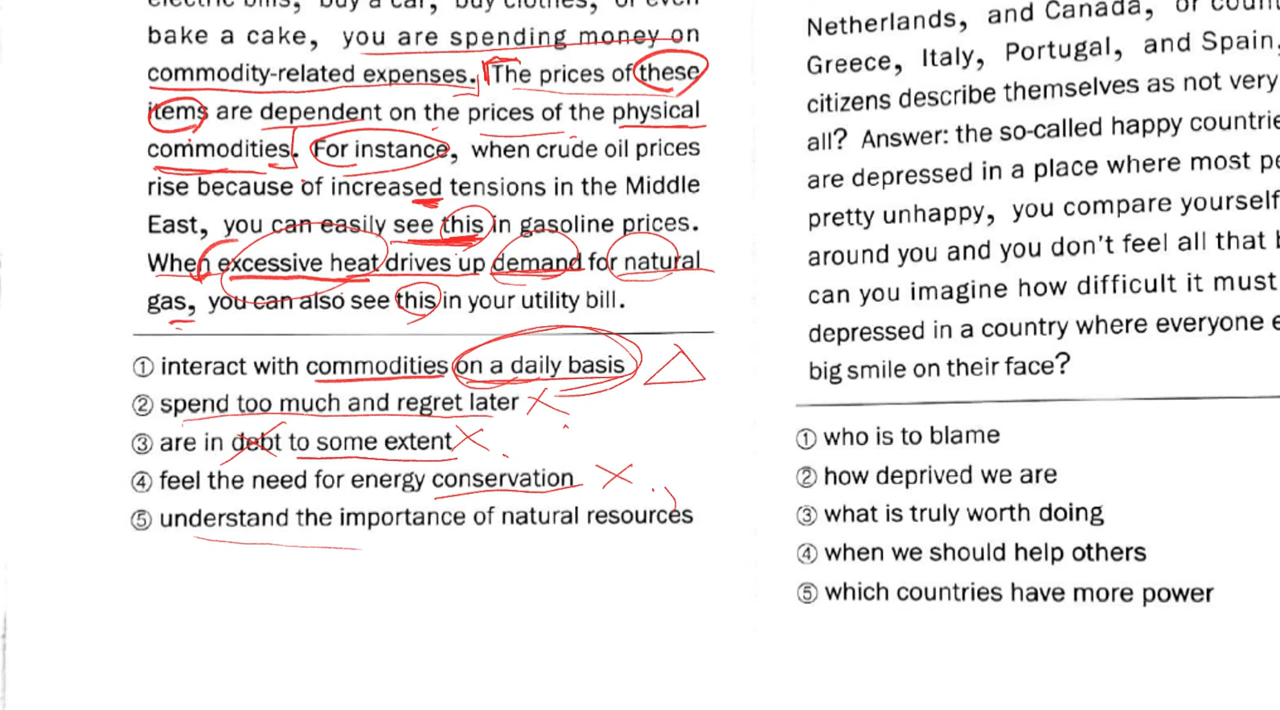 electric bills, buy a car, buy clothes, or even
bake a cake, you are spending money on
commodity-related expenses. The prices of these
items are dependent on the prices of the physical
commodities. For instance, when crude oil prices
rise because of increased tensions in the Middle
East, you can easily see this in gasoline prices.
When excessive heat drives up demand for natural
gas, you can also see this in your utility bill.
① interact with commodities on a daily basis
② spend too much and regret later
③ are in debt to some extent
④ feel the need for energy conservation
⑤ understand the importance of natural resources
Netherlands, and Canada, or
Greece, Italy, Portugal, and Spain,
citizens describe themselves as not very
all? Answer: the so-called happy
are depressed in a place where most
pretty unhappy, you compare yourself
around you and you don't feel all that
can you imagine how difficult it must
depressed in a country where everyone
big smile on their face?
① who is to blame
② how deprived we are
③ what is truly worth doing
④ when we should help others
⑤ which countries have more power